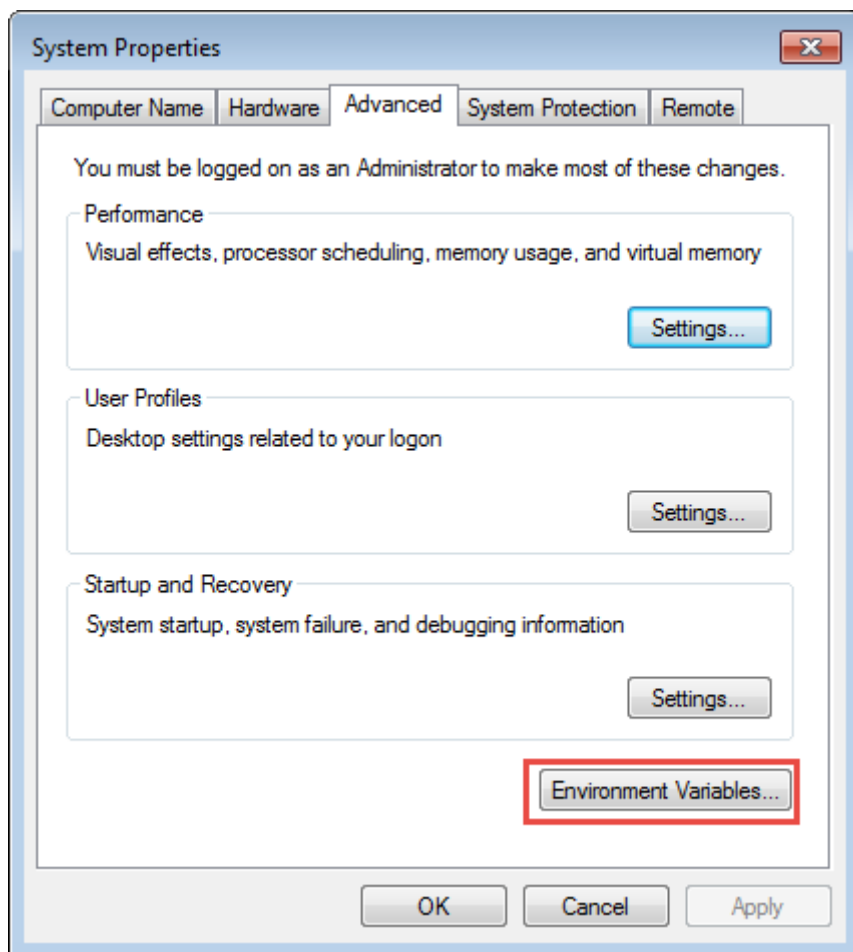 System Properties
Computer Name Hardware Advanced System Protection Remote
You must be logged on as an Administrator to make most of these changes.
Performance
Visual effects, processor scheduling, memory usage, and virtual memory
Settings...
User Profiles
Desktop settings related to your logon
Settings...
Startup and Recovery
System startup, system failure, and debugging information
Settings...
Environment Variables...
OK Cancel Apply